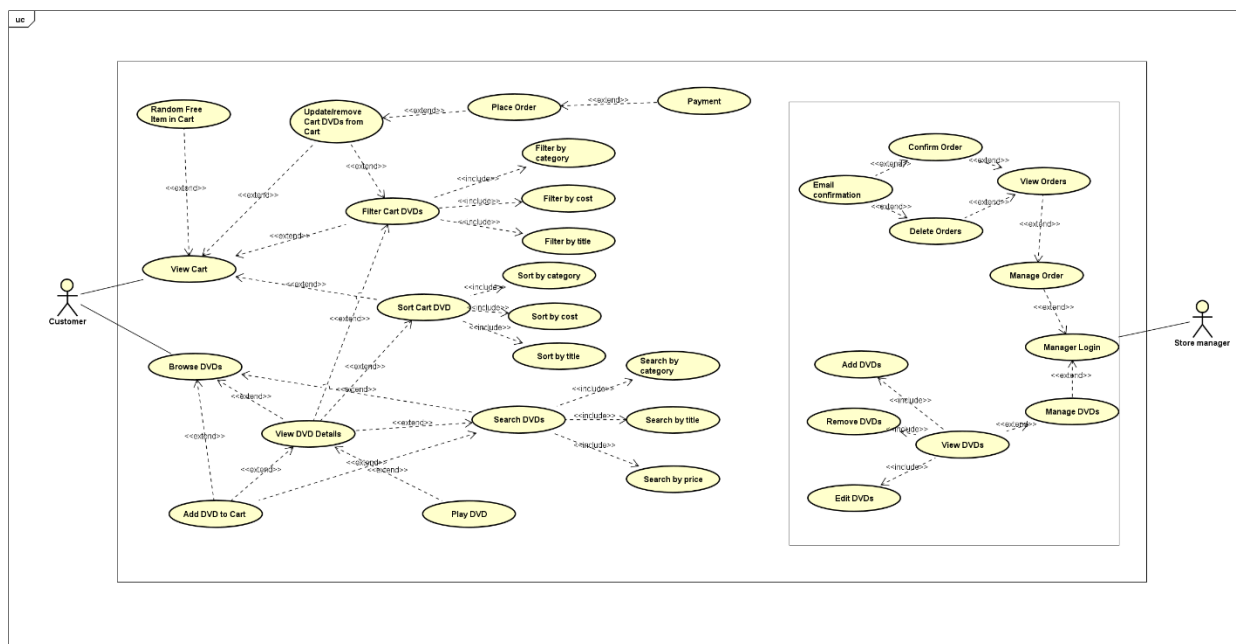 uc
Random Free
Item in Cart
Update/remove
Cart DVDs from
Cart
<<extend>>
Place Order
<<extend>>
Payment
Filter by
category
<<extend>>
<<include>>
<<extend>>
<<extend>>
Filter Cart DVDs
<<include>>
Filter by cost
<<extend>>
<<include>>
Filter by title
View Cart
<<extend>>
Sort Cart DVD
<<include>>
Sort by category
<<include>>
Sort by cost
<<extend>>
<<include>>
Sort by title
Customer
Browse DVDs
<<extend>>
<<extend>>
<<extend>>
<<include>>
Search by
category
View DVD Details
<<extend>>
Search DVDs
<<include>>
Search by title
<<extend>>
<<extend>>
<<extend>>
<<extend>>
<<include>>
Search by price
Add DVD to Cart
Play DVD
Confirm Order
<<extend>>
<<extend>>
Email
confirmation
View Orders
<<extend>>
<<extend>>
Delete Orders
<<extend>>
Manage Order
<<extend>>
Manager Login
Store manager
Add DVDs
<<extend>>
<<include>>
Manage DVDs
Remove DVDs
<<include>>
View DVDs
<<extend>>
<<include>>
Edit DVDs